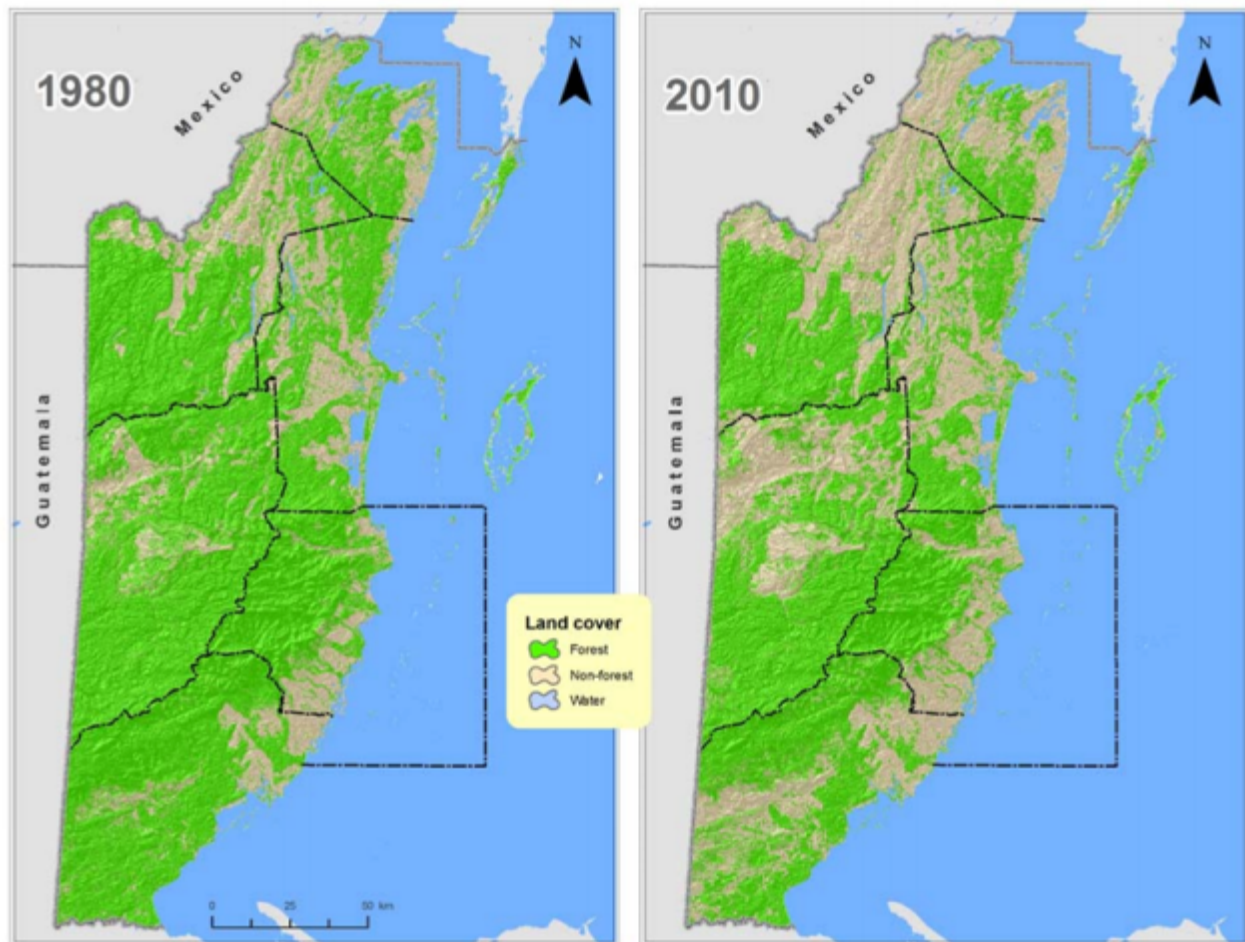 1980
Mexico
N
Guatemala
0 25 50 km
Land cover
Forest
Non-forest
Water
2010
Mexico
N
Guatemala